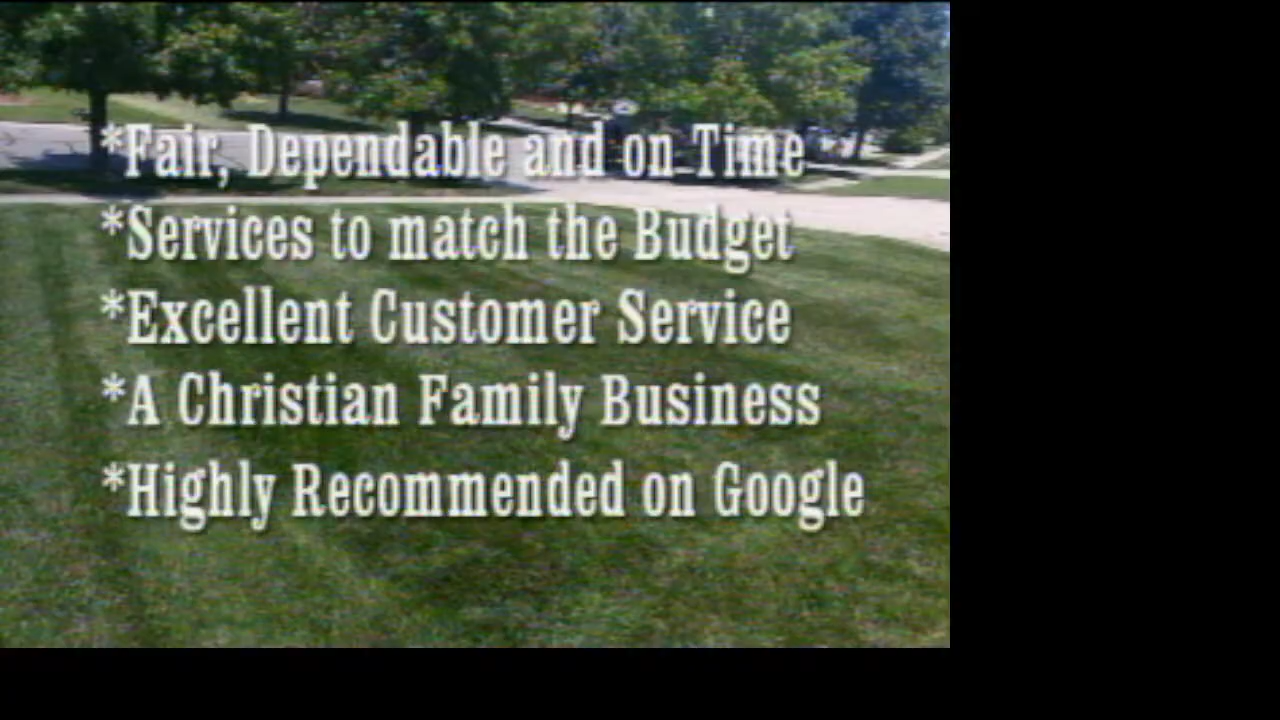 *Fair, Dependable and on Time
*Services to match the Budget
*Excellent Customer Service
*A Christian Family Business
*Highly Recommended on Google